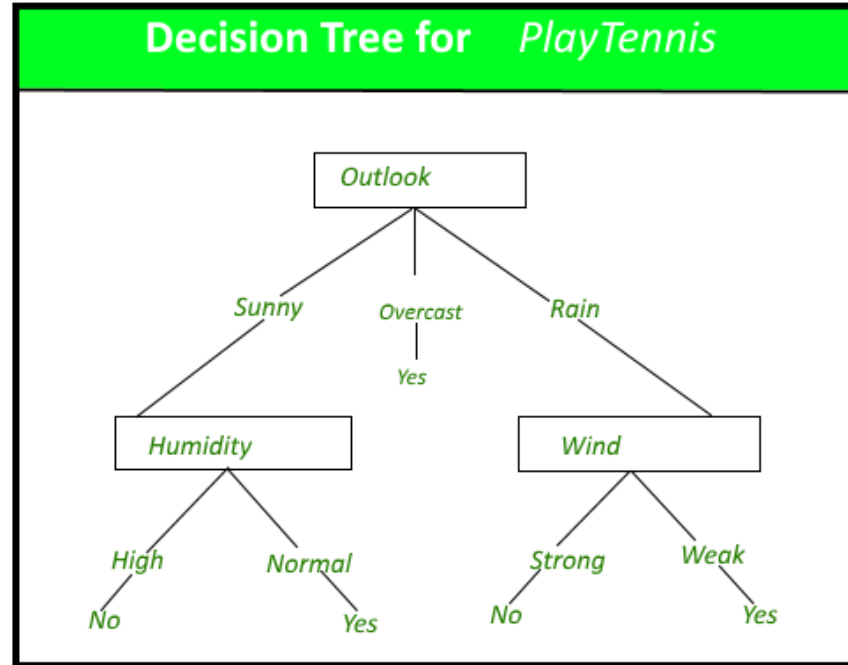 Decision Tree for PlayTennis
Outlook
Sunny Overcast Rain
Yes
Humidity Wind
High Normal Strong Weak
No Yes No Yes